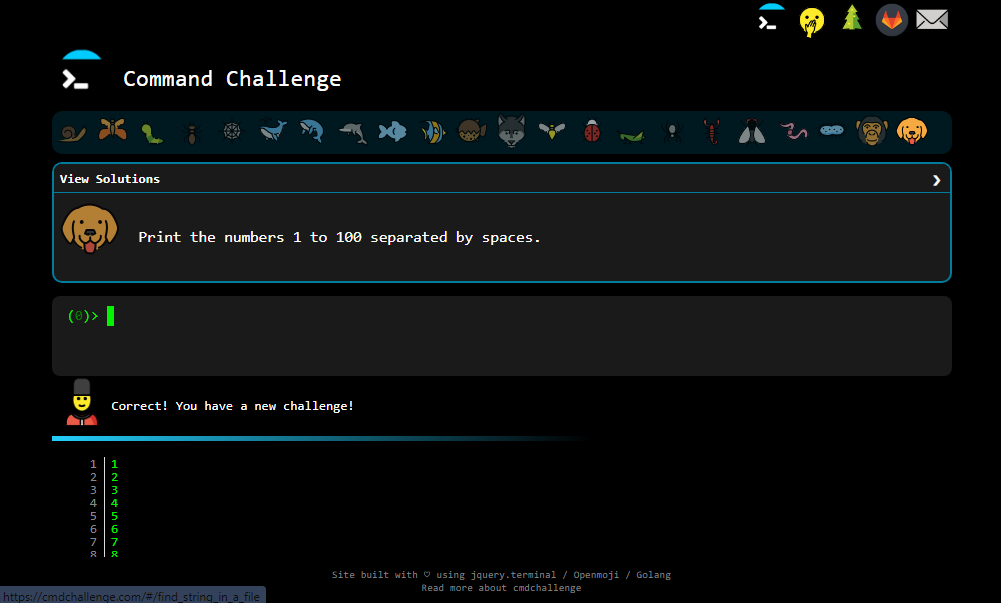 Command Challenge
View Solutions
Print the numbers 1 to 100 separated by spaces.
(0)>
Correct! You have a new challenge!
1 1
2 2
3 3
4 4
5 5
6 6
7 7
8 8
Site built with ♡ using jquery.terminal / Openmoji / Golang
Read more about cmdchallenge
https://cmdchallenge.com/#/find_string_in_a_file